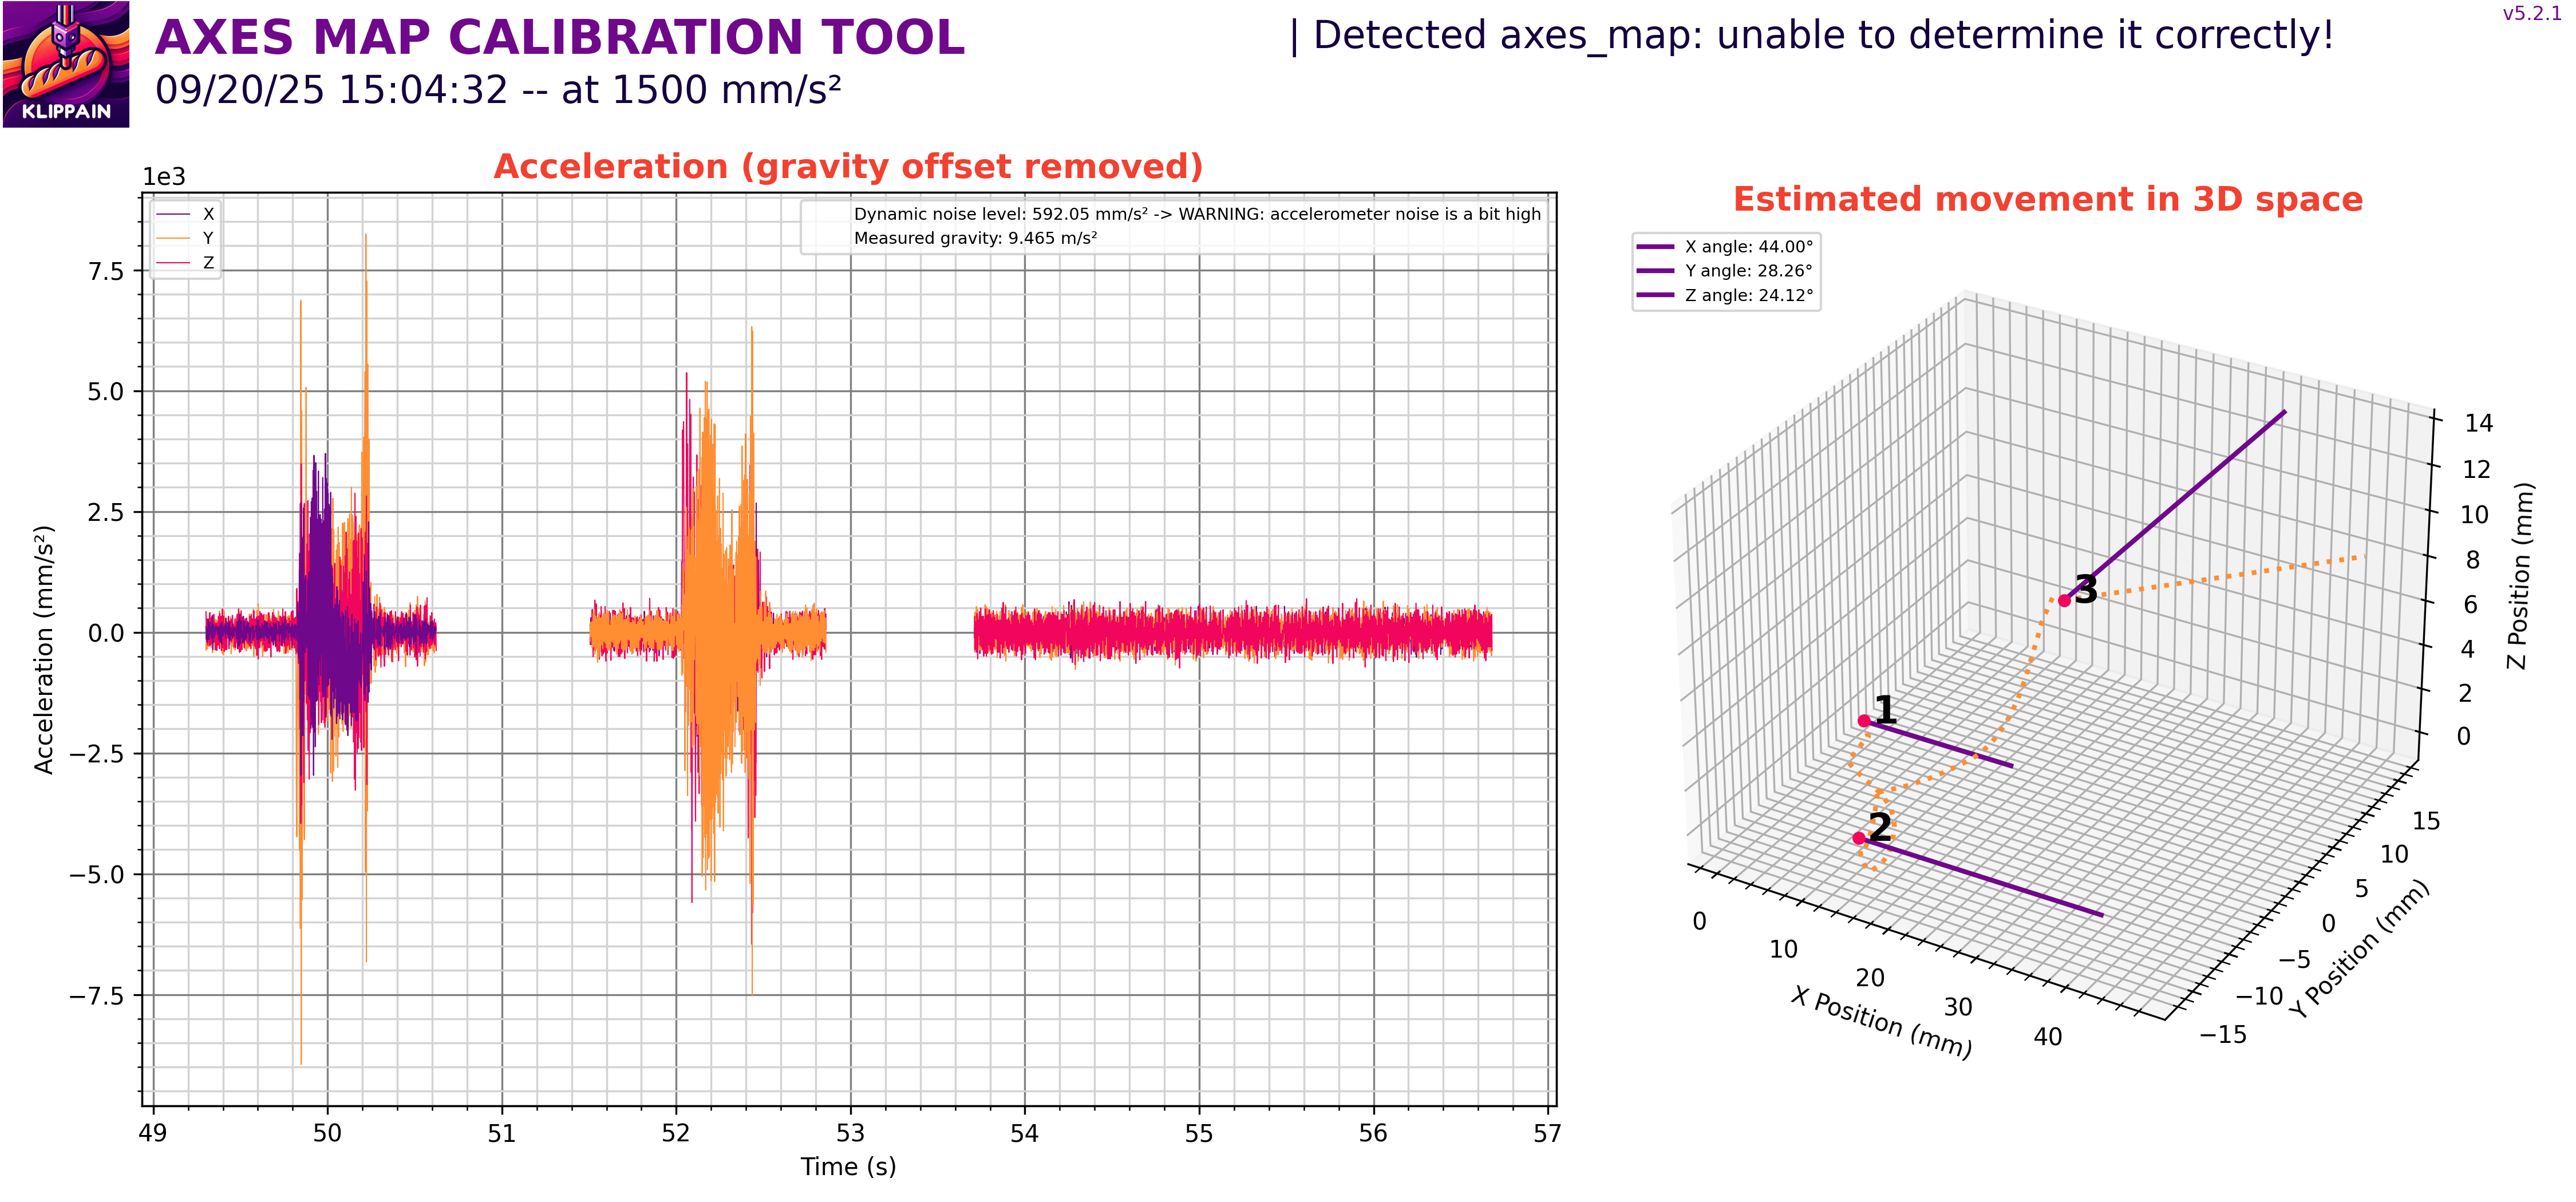 KLIPPAIN
AXES MAP CALIBRATION TOOL
09/20/25 15:04:32 -- at 1500 mm/s²
| Detected axes_map: unable to determine it correctly!
v5.2.1
Acceleration (gravity offset removed)
1e3
X
Y
Z
Dynamic noise level: 592.05 mm/s² -> WARNING: accelerometer noise is a bit high
Measured gravity: 9.465 m/s²
7.5
5.0
2.5
0.0
−2.5
−5.0
−7.5
Acceleration (mm/s²)
49 50 51 52 53 54 55 56 57
Time (s)
Estimated movement in 3D space
X angle: 44.00°
Y angle: 28.26°
Z angle: 24.12°
1
2
3
0 10 20 30 40
X Position (mm)
−15 −10 −5 0 5 10 15
Y Position (mm)
14
12
10
8
6
4
2
0
Z Position (mm)